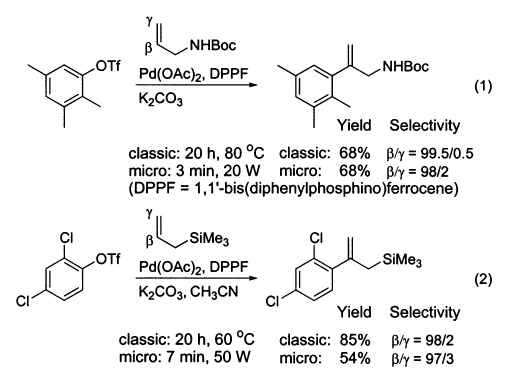 γ
β NHBoc
OTf
Pd(OAc)2, DPPF
K2CO3
NHBoc
(1)
Yield Selectivity
classic: 20 h, 80 °C classic: 68% β/γ = 99.5/0.5
micro: 3 min, 20 W micro: 68% β/γ = 98/2
(DPPF = 1,1'-bis(diphenylphosphino)ferrocene)
γ
β SiMe3
Cl
OTf
Cl
Pd(OAc)2, DPPF
K2CO3, CH3CN
Cl
SiMe3
Cl
(2)
Yield Selectivity
classic: 20 h, 60 °C classic: 85% β/γ = 98/2
micro: 7 min, 50 W micro: 54% β/γ = 97/3